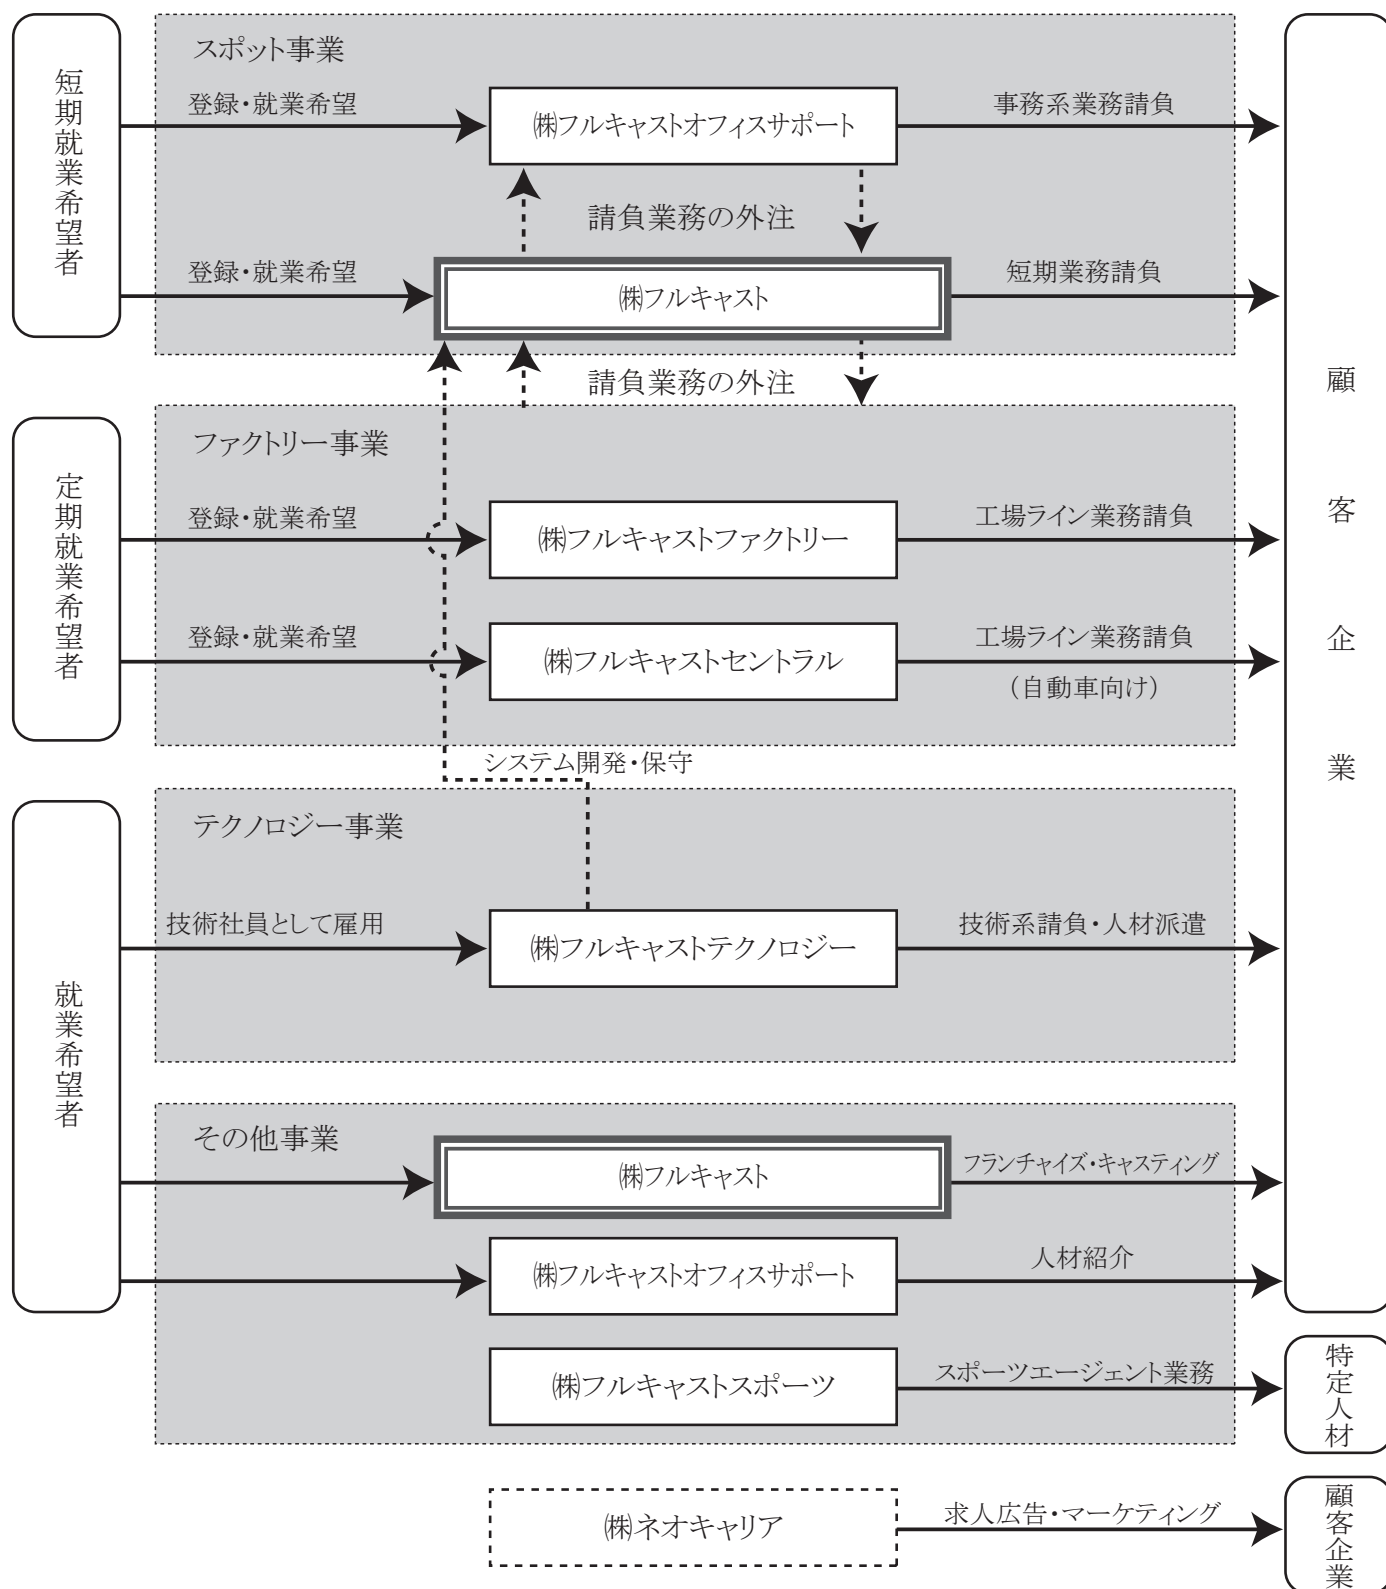 短期就業希望者
スポット事業
登録・就業希望
㈱フルキャストオフィスサポート
事務系業務請負
請負業務の外注
登録・就業希望
㈱フルキャスト
短期業務請負
請負業務の外注
顧客企業
定期就業希望者
ファクトリー事業
登録・就業希望
㈱フルキャストファクトリー
工場ライン業務請負
登録・就業希望
㈱フルキャストセントラル
工場ライン業務請負
（自動車向け）
システム開発・保守
就業希望者
テクノロジー事業
技術社員として雇用
㈱フルキャストテクノロジー
技術系請負・人材派遣
その他事業
㈱フルキャスト
フランチャイズ・キャスティング
㈱フルキャストオフィスサポート
人材紹介
㈱フルキャストスポーツ
スポーツエージェント業務
特定人材
㈱ネオキャリア
求人広告・マーケティング
顧客企業